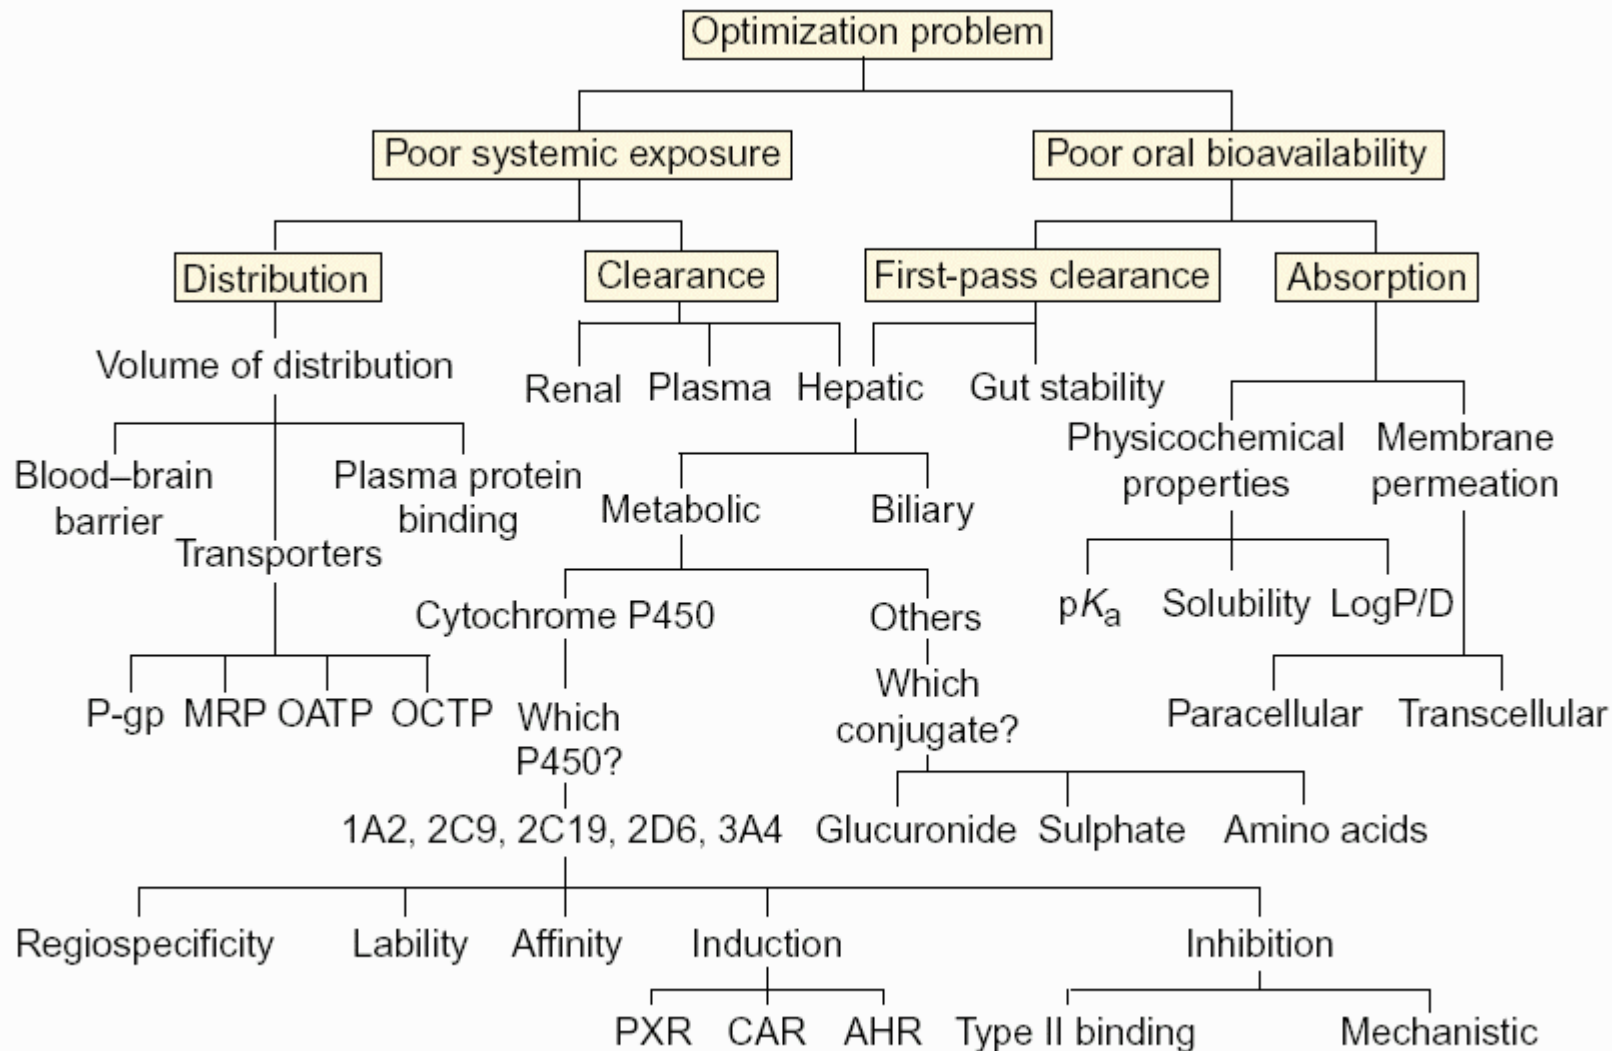 Optimization problem
Poor systemic exposure
Poor oral bioavailability
Distribution
Clearance
First-pass clearance
Absorption
Volume of distribution
Renal
Plasma
Hepatic
Gut stability
Physicochemical
properties
Membrane
permeation
Blood–brain
barrier
Transporters
Plasma protein
binding
Metabolic
Biliary
pKa
Solubility
LogP/D
Cytochrome P450
Others
P-gp
MRP
OATP
OCTP
Which
P450?
Which
conjugate?
Paracellular
Transcellular
1A2, 2C9, 2C19, 2D6, 3A4
Glucuronide
Sulphate
Amino acids
Regiospecificity
Lability
Affinity
Induction
Inhibition
PXR
CAR
AHR
Type II binding
Mechanistic